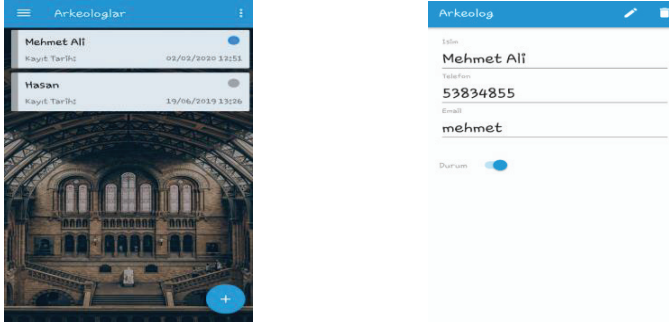 Arkeologlar
Mehmet Ali
Kayıt Tarihi 02/02/2020 12:51
Hasan
Kayıt Tarihi 19/06/2019 13:26
+
Arkeolog
İsim
Mehmet Ali
Telefon
53834855
Email
mehmet
Durum